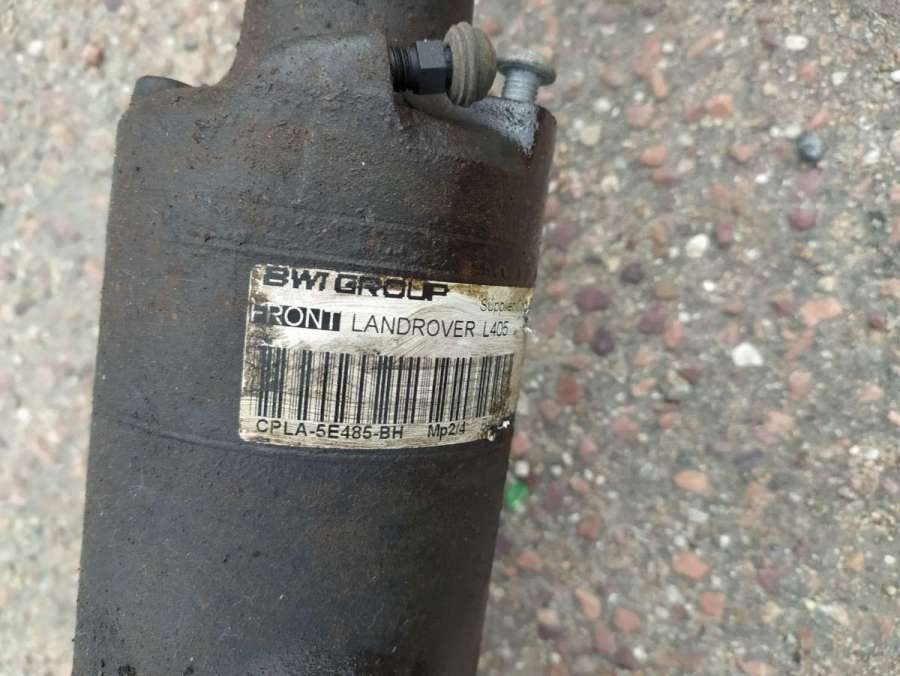 BWI GROUP
FRONT LANDROVER L405
CPLA-5E485-BH Mp2/4